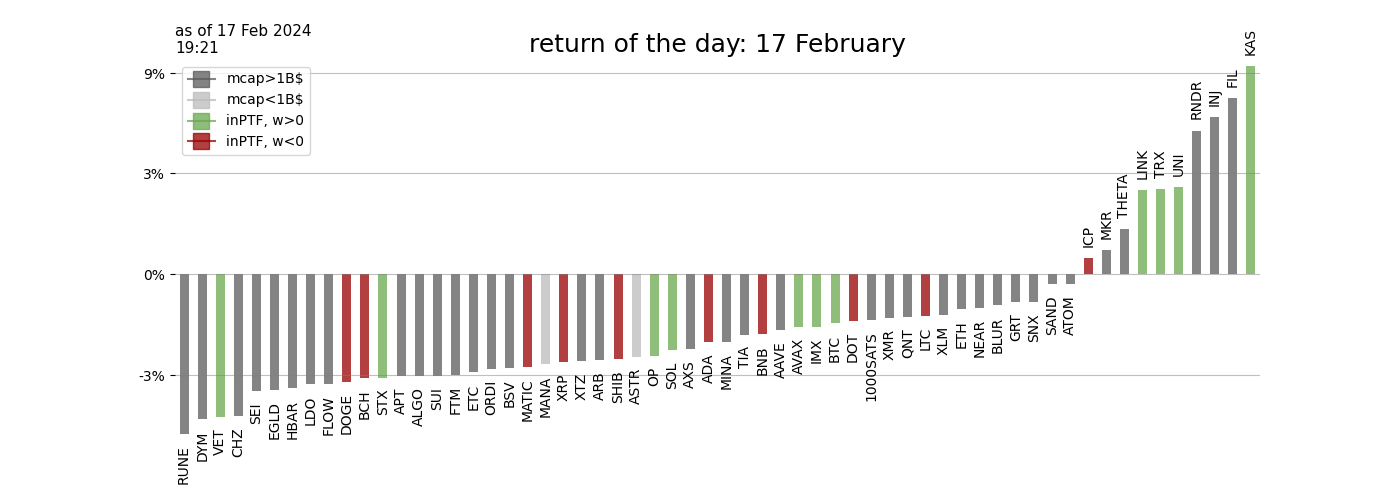 as of 17 Feb 2024
19:21
return of the day: 17 February
mcap>1B$
mcap<1B$
inPTF, w>0
inPTF, w<0
9%
3%
0%
-3%
RUNE
DYM
VET
CHZ
SEI
EGLD
HBAR
LDO
FLOW
DOGE
BCH
STX
APT
ALGO
SUI
FTM
ETC
ORDI
BSV
MATIC
MANA
XRP
XTZ
ARB
SHIB
ASTR
OP
SOL
AXS
ADA
MINA
TIA
BNB
AAVE
AVAX
IMX
BTC
DOT
1000SATS
XMR
QNT
LTC
XLM
ETH
NEAR
BLUR
GRT
SNX
SAND
ATOM
ICP
MKR
THETA
LINK
TRX
UNI
RNDR
INJ
FIL
KAS